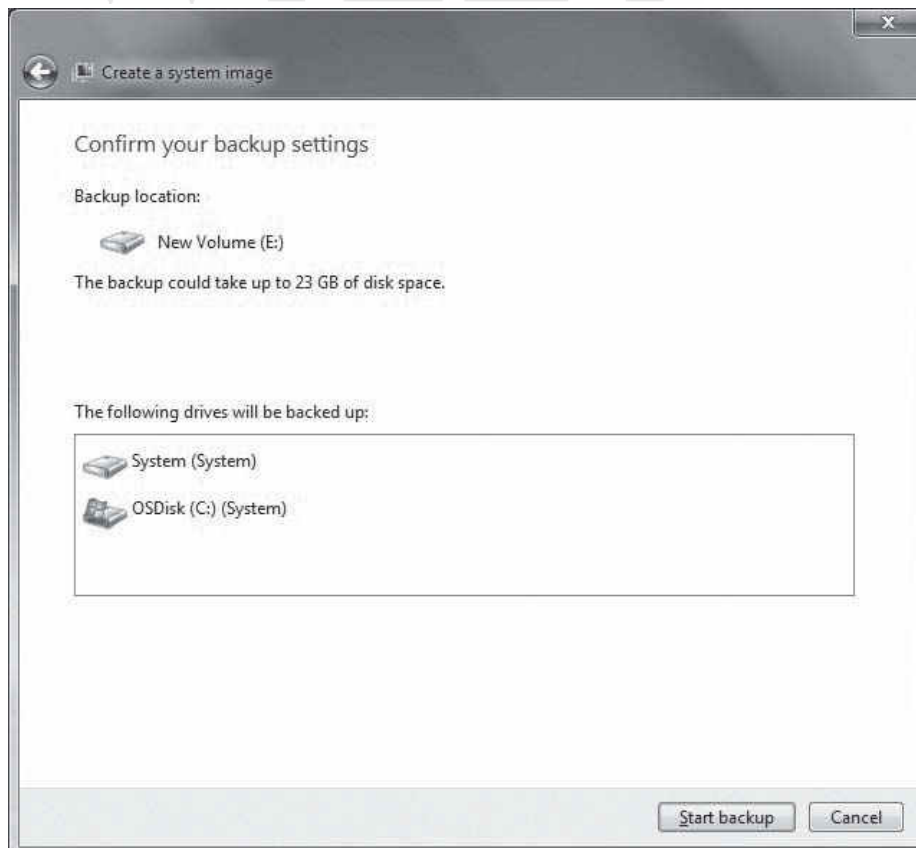 x
Create a system image
Confirm your backup settings
Backup location:
New Volume (E:)
The backup could take up to 23 GB of disk space.
The following drives will be backed up:
System (System)
OSDisk (C:) (System)
Start backup
Cancel